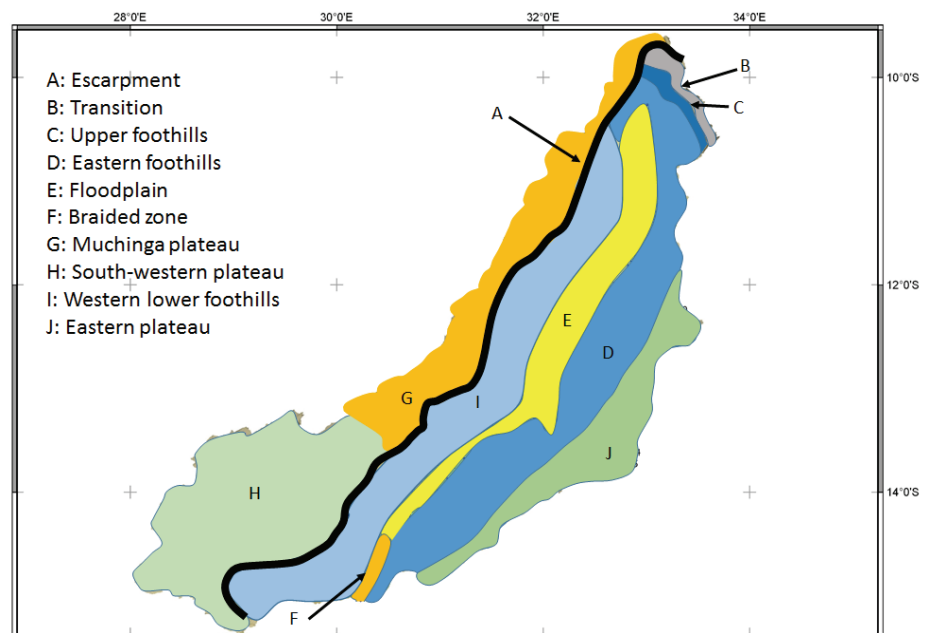 28°0'E 30°0'E 32°0'E 34°0'E
A: Escarpment
B: Transition
C: Upper foothills
D: Eastern foothills
E: Floodplain
F: Braided zone
G: Muchinga plateau
H: South-western plateau
I: Western lower foothills
J: Eastern plateau
B
10°0'S
C
A
12°0'S
E
D
G
I
J
H
14°0'S
F